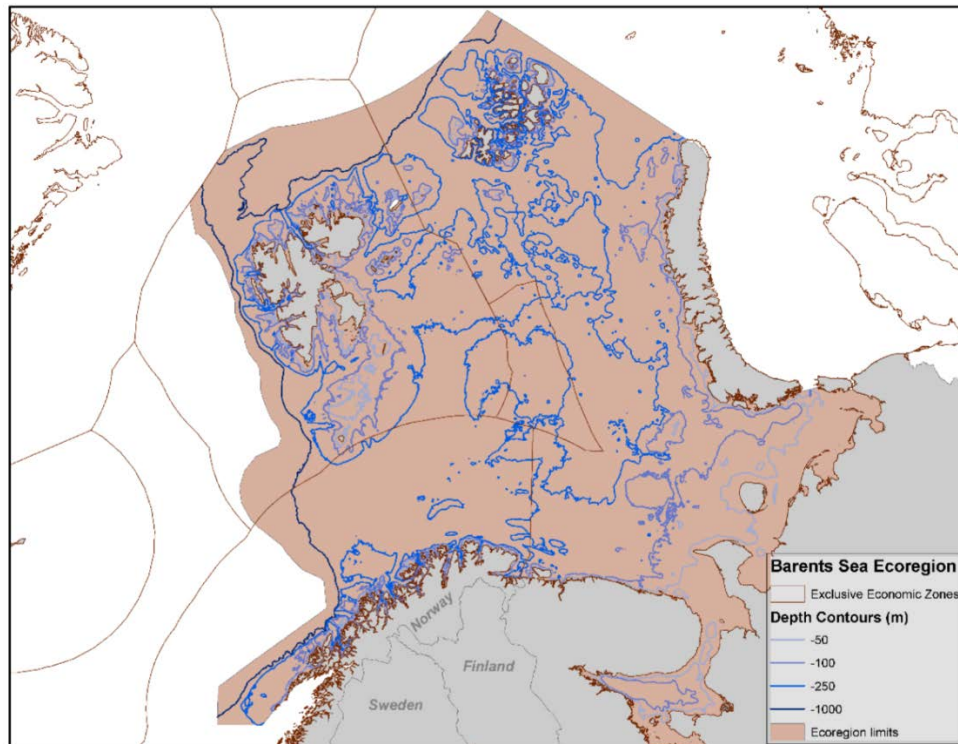 Norway
Finland
Sweden
Barents Sea Ecoregion
Exclusive Economic Zones
Depth Contours (m)
-50
-100
-250
-1000
Ecoregion limits